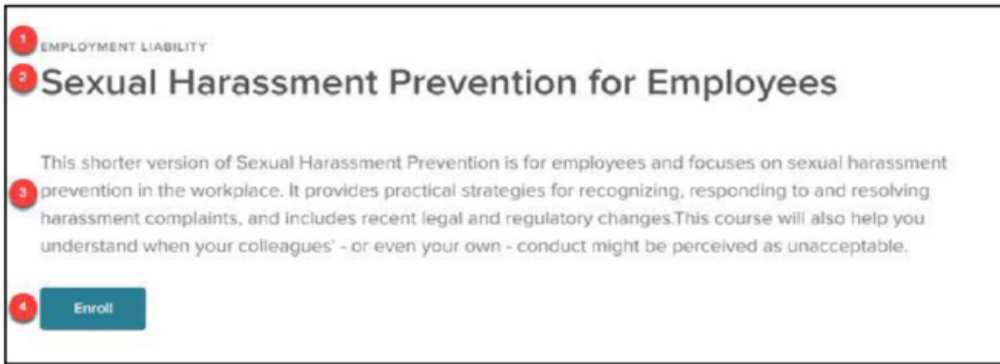 1 EMPLOYMENT LIABILITY
2 Sexual Harassment Prevention for Employees
This shorter version of Sexual Harassment Prevention is for employees and focuses on sexual harassment
3 prevention in the workplace. It provides practical strategies for recognizing, responding to and resolving
harassment complaints, and includes recent legal and regulatory changes.This course will also help you
understand when your colleagues' - or even your own - conduct might be perceived as unacceptable.
4 Enroll